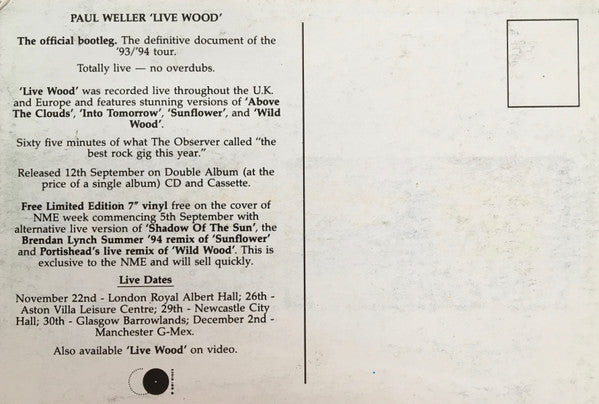 PAUL WELLER 'LIVE WOOD'
The official bootleg. The definitive document of the
'93/'94 tour.
Totally live — no overdubs.
'Live Wood' was recorded live throughout the U.K.
and Europe and features stunning versions of 'Above
The Clouds', 'Into Tomorrow', 'Sunflower', and 'Wild
Wood'.
Sixty five minutes of what The Observer called "the
best rock gig this year."
Released 12th September on Double Album (at the
price of a single album) CD and Cassette.
Free Limited Edition 7" vinyl free on the cover of
NME week commencing 5th September with
alternative live version of 'Shadow Of The Sun', the
Brendan Lynch Summer '94 remix of 'Sunflower'
and Portishead's live remix of 'Wild Wood'. This is
exclusive to the NME and will sell quickly.
Live Dates
November 22nd - London Royal Albert Hall; 26th -
Aston Villa Leisure Centre; 29th - Newcastle City
Hall; 30th - Glasgow Barrowlands; December 2nd -
Manchester G-Mex.
Also available 'Live Wood' on video.